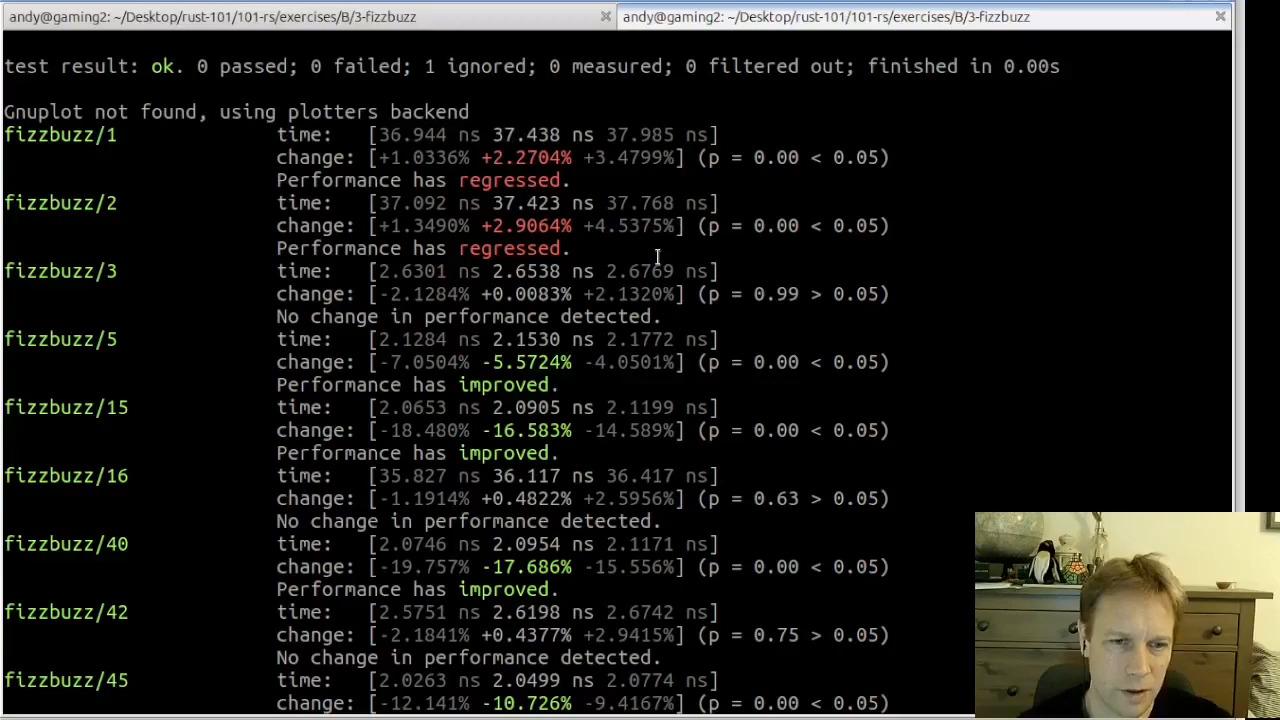 andy@gaming2: ~/Desktop/rust-101/101-rs/exercises/B/3-fizzbuzz
andy@gaming2: ~/Desktop/rust-101/101-rs/exercises/B/3-fizzbuzz
test result: ok. 0 passed; 0 failed; 1 ignored; 0 measured; 0 filtered out; finished in 0.00s
Gnuplot not found, using plotters backend
fizzbuzz/1 time: [36.944 ns 37.438 ns 37.985 ns]
change: [+1.0336% +2.2704% +3.4799%] (p = 0.00 < 0.05)
Performance has regressed.
fizzbuzz/2 time: [37.092 ns 37.423 ns 37.768 ns]
change: [+1.3490% +2.9064% +4.5375%] (p = 0.00 < 0.05)
Performance has regressed.
fizzbuzz/3 time: [2.6301 ns 2.6538 ns 2.6769 ns]
change: [-2.1284% +0.0083% +2.1320%] (p = 0.99 > 0.05)
No change in performance detected.
fizzbuzz/5 time: [2.1284 ns 2.1530 ns 2.1772 ns]
change: [-7.0504% -5.5724% -4.0501%] (p = 0.00 < 0.05)
Performance has improved.
fizzbuzz/15 time: [2.0653 ns 2.0905 ns 2.1199 ns]
change: [-18.480% -16.583% -14.589%] (p = 0.00 < 0.05)
Performance has improved.
fizzbuzz/16 time: [35.827 ns 36.117 ns 36.417 ns]
change: [-1.1914% +0.4822% +2.5956%] (p = 0.63 > 0.05)
No change in performance detected.
fizzbuzz/40 time: [2.0746 ns 2.0954 ns 2.1171 ns]
change: [-19.757% -17.686% -15.556%] (p = 0.00 < 0.05)
Performance has improved.
fizzbuzz/42 time: [2.5751 ns 2.6198 ns 2.6742 ns]
change: [-2.1841% +0.4377% +2.9415%] (p = 0.75 > 0.05)
No change in performance detected.
fizzbuzz/45 time: [2.0263 ns 2.0499 ns 2.0774 ns]
change: [-12.141% -10.726% -9.4167%] (p = 0.00 < 0.05)